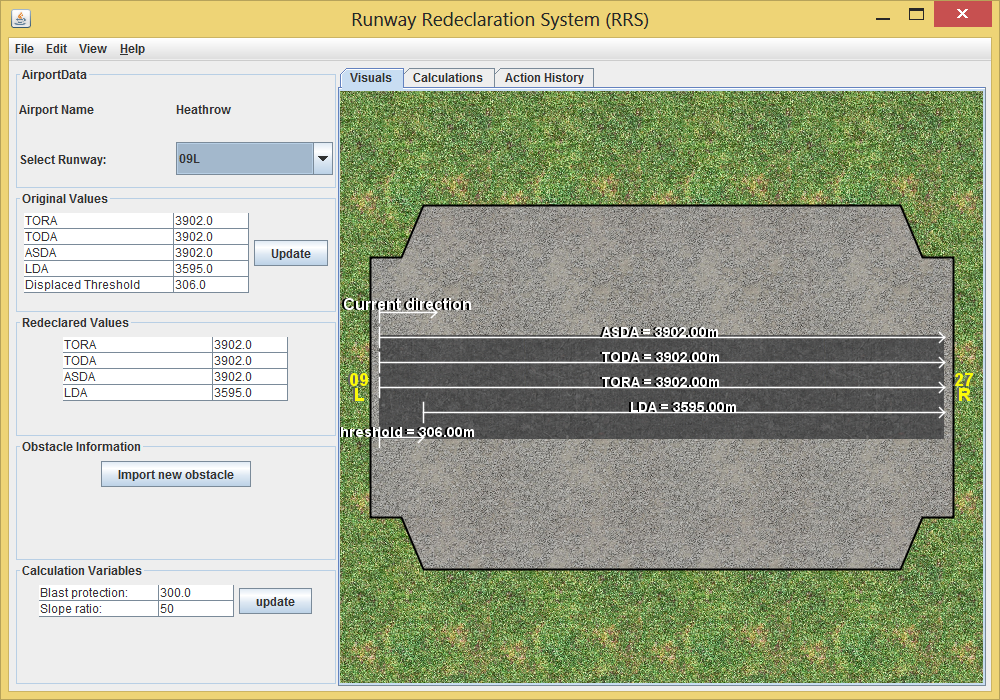 Runway Redeclaration System (RRS)
File Edit View Help
AirportData
Airport Name Heathrow
Select Runway: 09L
Original Values
TORA 3902.0
TODA 3902.0
ASDA 3902.0
LDA 3595.0
Displaced Threshold 306.0
Update
Redeclared Values
TORA 3902.0
TODA 3902.0
ASDA 3902.0
LDA 3595.0
Obstacle Information
Import new obstacle
Calculation Variables
Blast protection: 300.0
Slope ratio: 50
update
Visuals Calculations Action History
Current direction
ASDA = 3902.00m
TODA = 3902.00m
TORA = 3902.00m
LDA = 3595.00m
hreshold = 306.00m
09
L
27
R